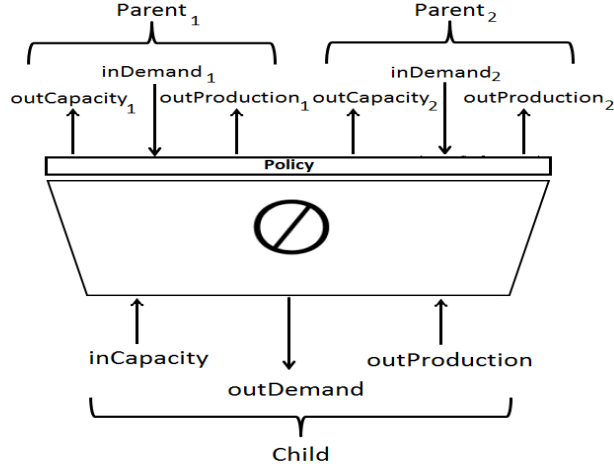 Parent1 Parent2
inDemand1 inDemand2
outCapacity1 outProduction1 outCapacity2 outProduction2
Policy
inCapacity outProduction
outDemand
Child